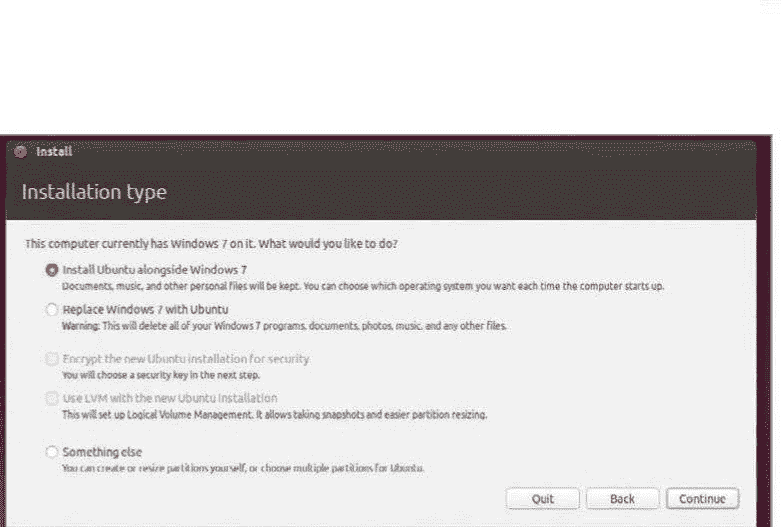 Install
Installation type
This computer currently has Windows 7 on it. What would you like to do?
Install Ubuntu alongside Windows 7
Documents, music, and other personal files will be kept. You can choose which operating system you want each time the computer starts up.
Replace Windows 7 with Ubuntu
Warning: This will delete all of your Windows 7 programs, documents, photos, music, and any other files.
Encrypt the new Ubuntu installation for security
You will choose a security key in the next step.
Use LVM with the new Ubuntu installation
This will set up Logical Volume Management. It allows taking snapshots and easier partition resizing.
Something else
You can create or resize partitions yourself, or choose multiple partitions for Ubuntu.
Quit Back Continue